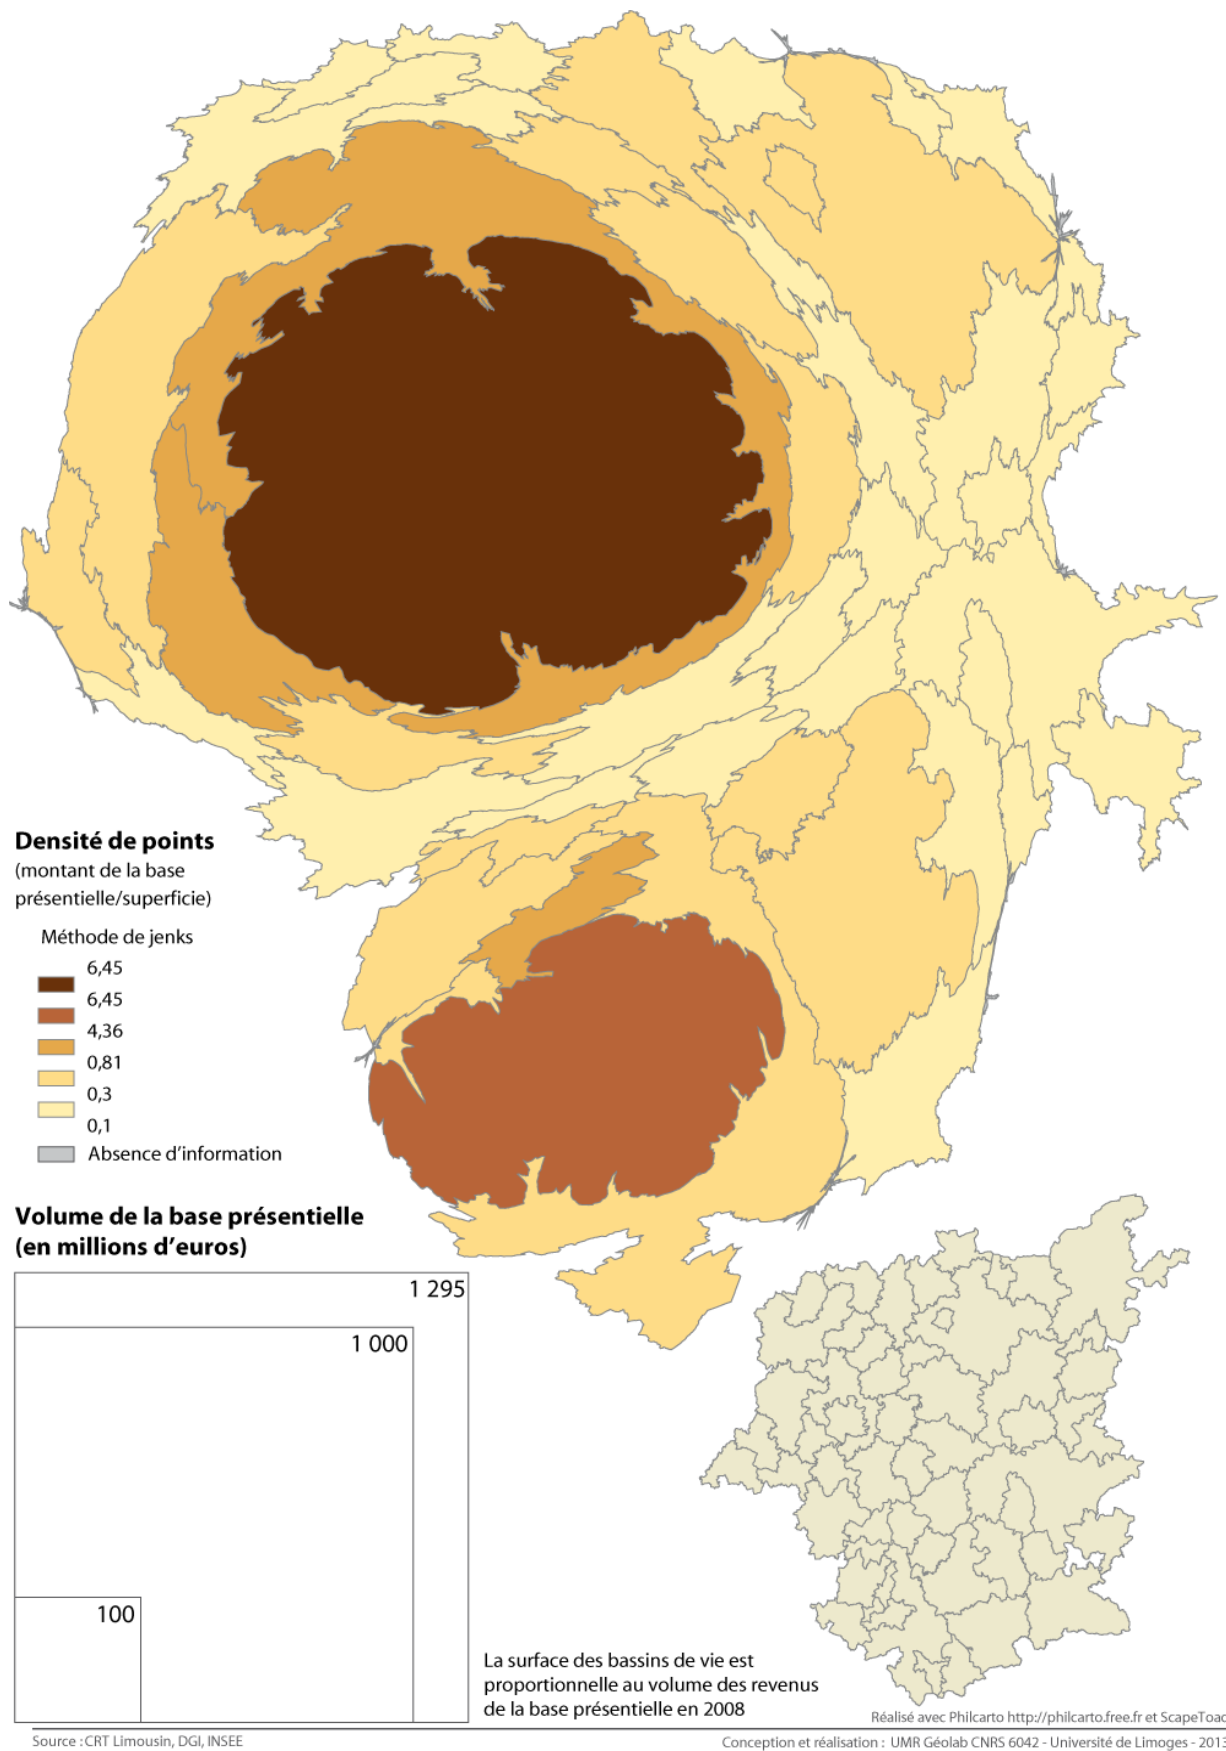 Densité de points
(montant de la base
présentielle/superficie)
Méthode de jenks
6,45
6,45
4,36
0,81
0,3
0,1
Absence d'information
Volume de la base présentielle
(en millions d'euros)
1 295
1 000
100
La surface des bassins de vie est
proportionnelle au volume des revenus
de la base présentielle en 2008
Réalisé avec Philcarto http://philcarto.free.fr et ScapeToad
Source : CRT Limousin, DGI, INSEE
Conception et réalisation : UMR Géolab CNRS 6042 - Université de Limoges - 2013